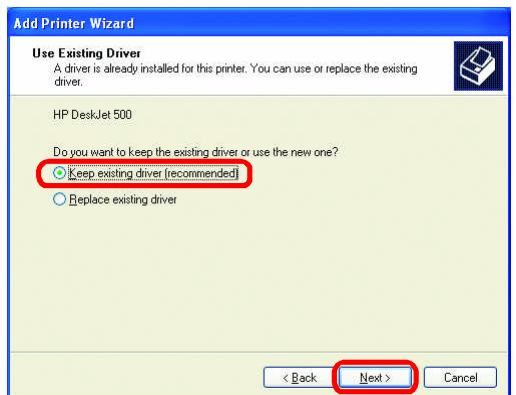 Add Printer Wizard
Use Existing Driver
A driver is already installed for this printer. You can use or replace the existing
driver.
HP DeskJet 500
Do you want to keep the existing driver or use the new one?
Keep existing driver (recommended)
Replace existing driver
< Back
Next >
Cancel